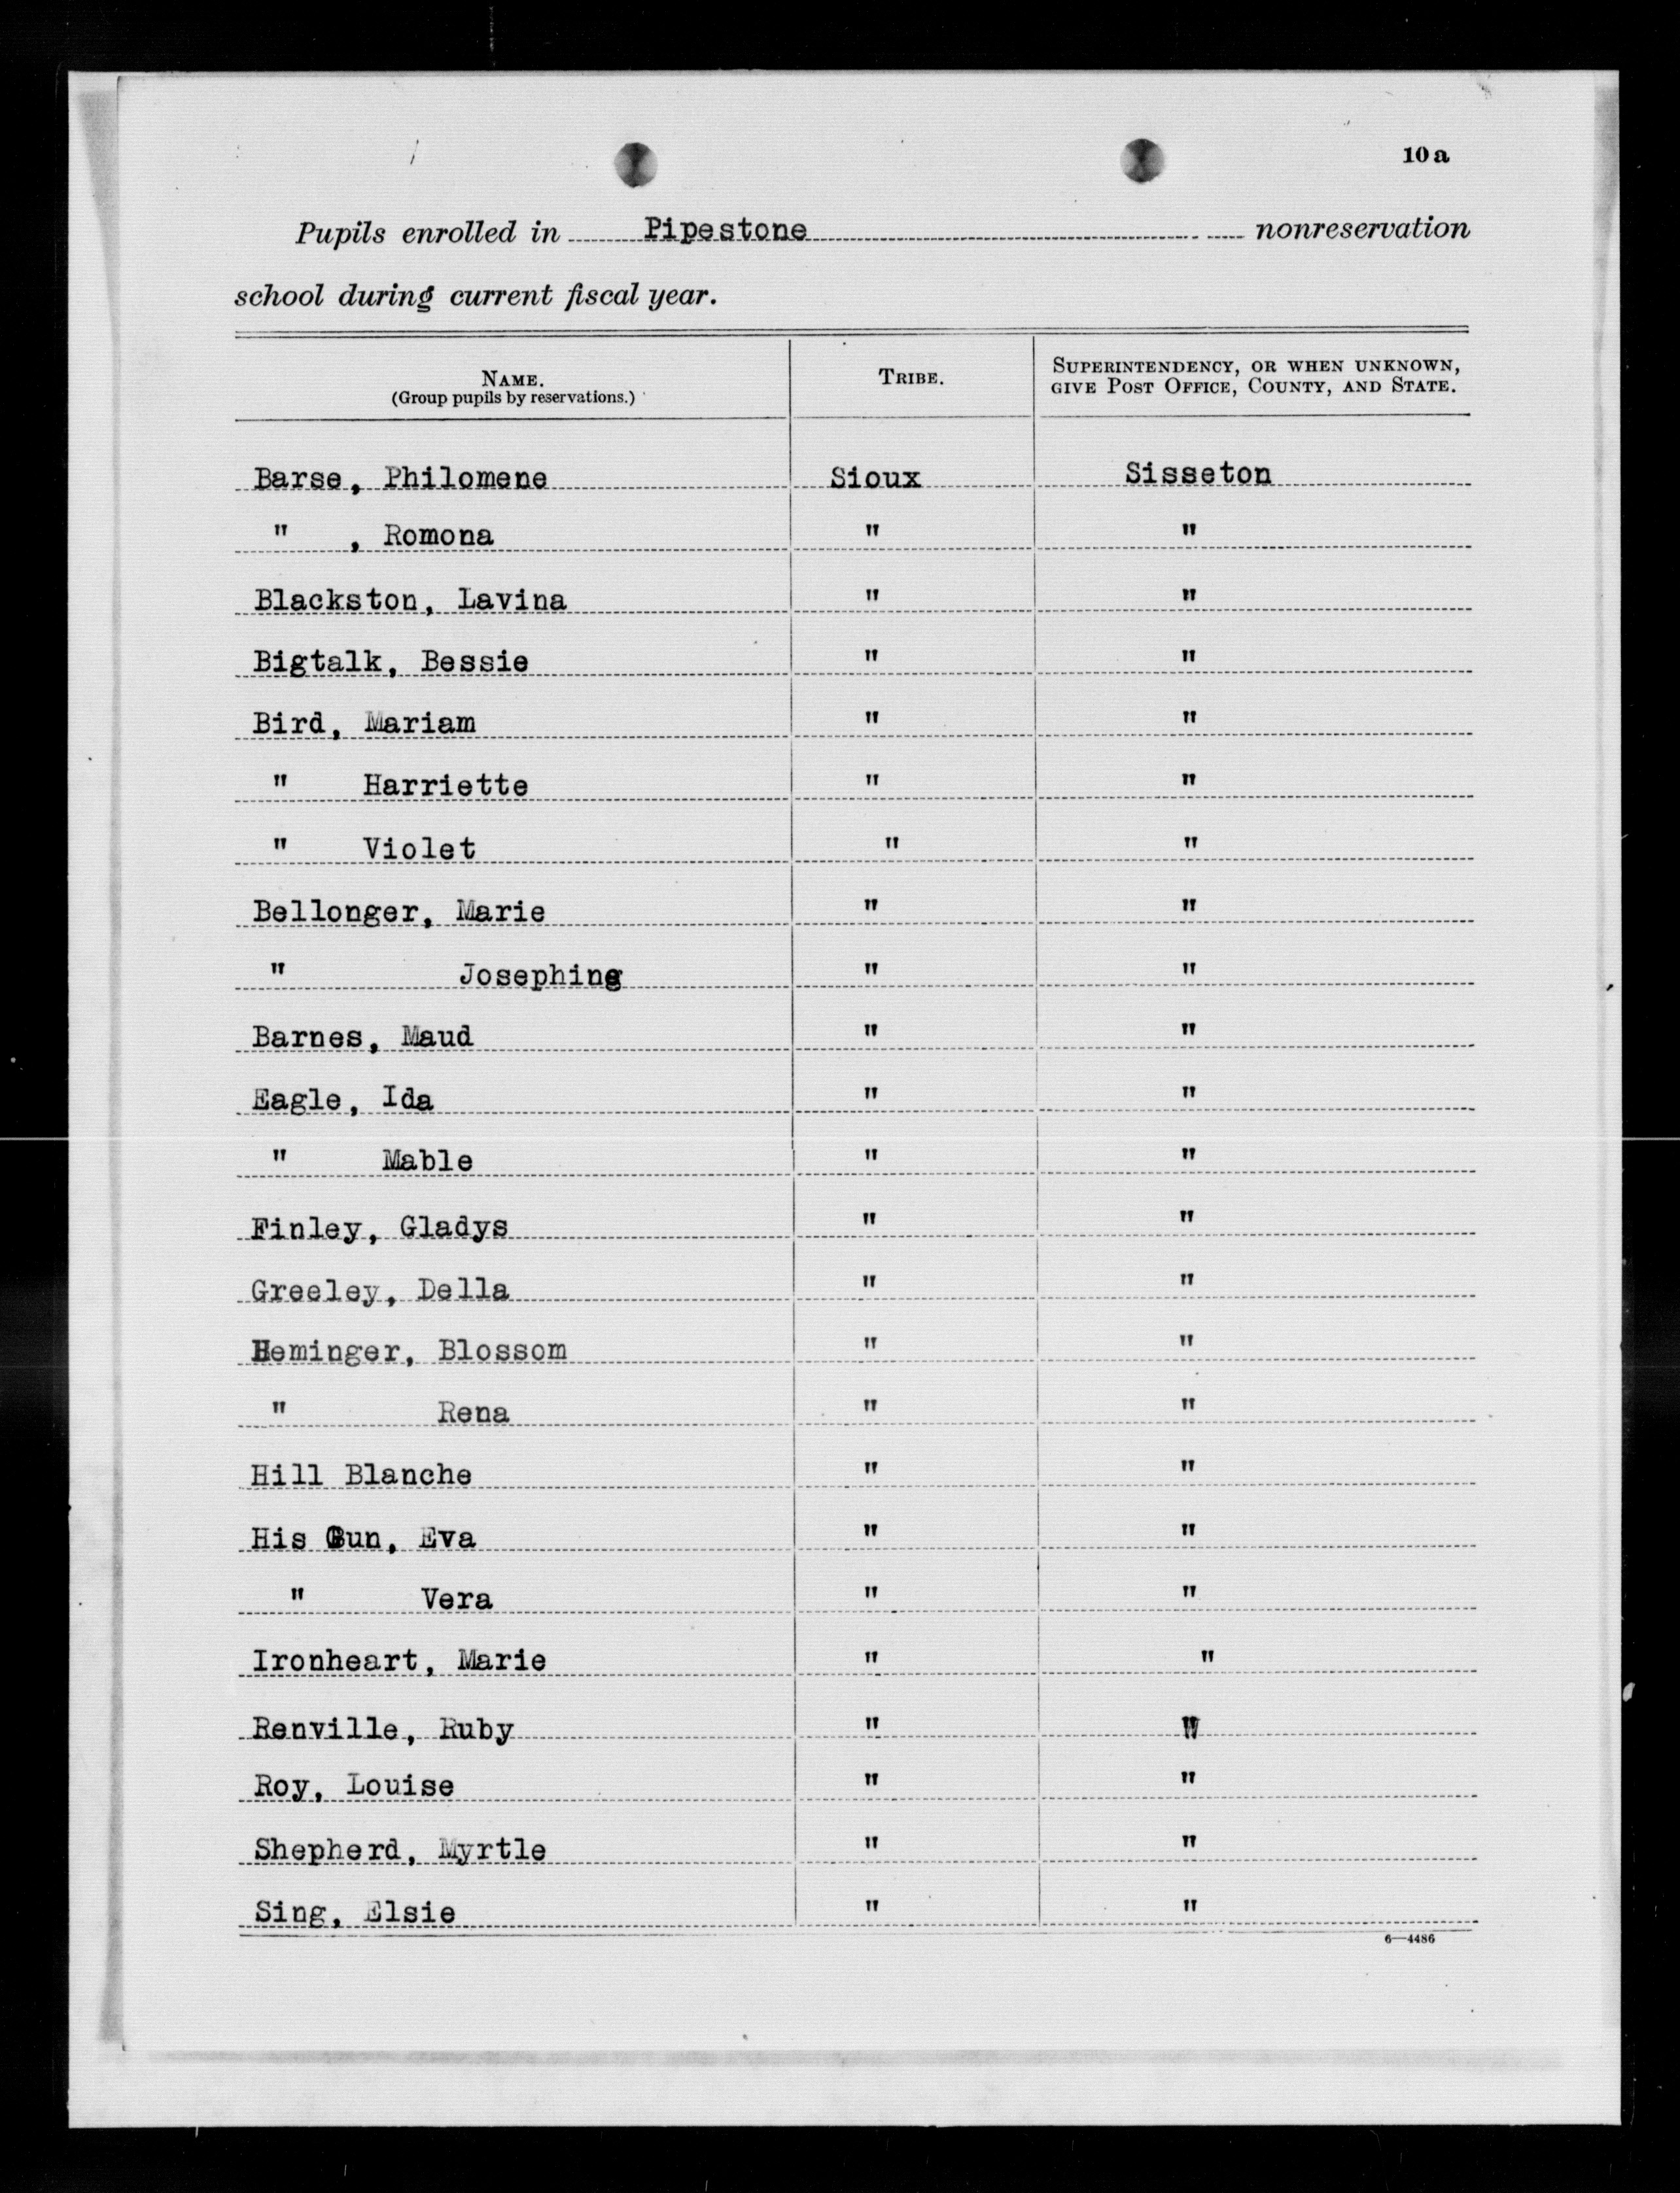 10a
Pupils enrolled in Pipestone nonreservation
school during current fiscal year.
NAME. TRIBE. SUPERINTENDENCY, OR WHEN UNKNOWN,
(Group pupils by reservations.) GIVE POST OFFICE, COUNTY, AND STATE.
Barse, Philomene Sioux Sisseton
" , Romona " "
Blackston, Lavina " "
Bigtalk, Bessie " "
Bird, Mariam " "
" Harriette " "
" Violet " "
Bellonger, Marie " "
" Josephine " "
Barnes, Maud " "
Eagle, Ida " "
" Mable " "
Finley, Gladys " "
Greeley, Della " "
Heminger, Blossom " "
" Rena " "
Hill Blanche " "
His Gun, Eva " "
" Vera " "
Ironheart, Marie " "
Renville, Ruby " "
Roy, Louise " "
Shepherd, Myrtle " "
Sing, Elsie " "
6—4486